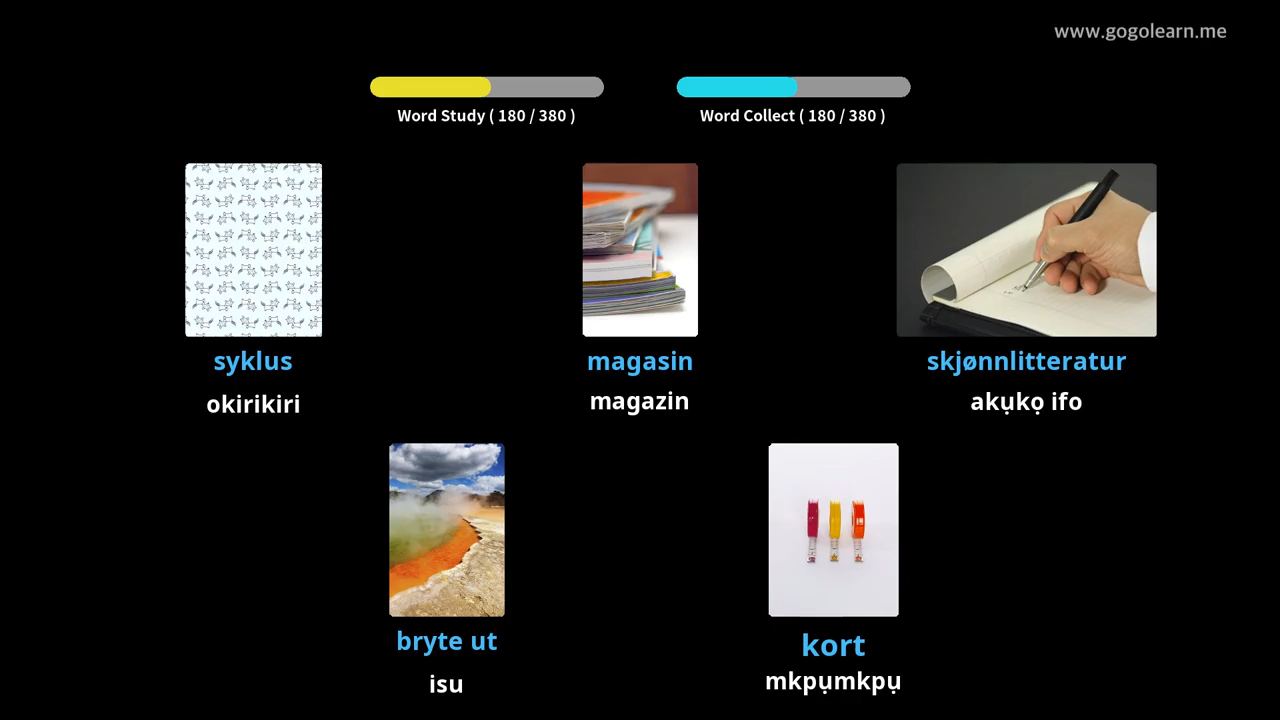 www.gogolearn.me
Word Study ( 180 / 380 )
Word Collect ( 180 / 380 )
syklus
magasin
skjønnlitteratur
okirikiri
magazin
akụkọ ifo
bryte ut
kort
isu
mkpụmkpụ